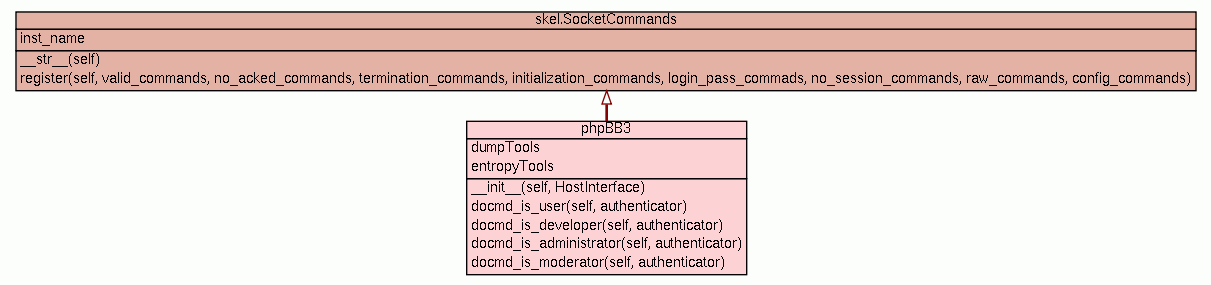 skel.SocketCommands
inst_name
__str__(self)
register(self, valid_commands, no_acked_commands, termination_commands, initialization_commands, login_pass_commads, no_session_commands, raw_commands, config_commands)
phpBB3
dumpTools
entropyTools
__init__(self, HostInterface)
docmd_is_user(self, authenticator)
docmd_is_developer(self, authenticator)
docmd_is_administrator(self, authenticator)
docmd_is_moderator(self, authenticator)